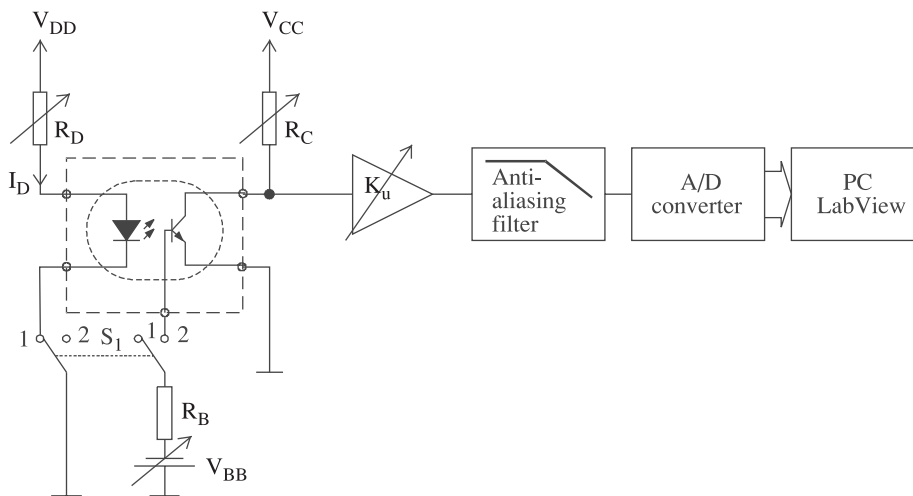 V_DD
V_CC
R_D
R_C
I_D
K_u
Anti-
aliasing
filter
A/D
converter
PC
LabView
1
2
S_1
1
2
R_B
V_BB